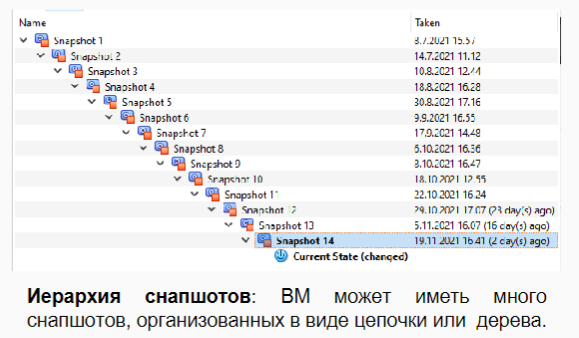 Name Taken
Snapshot 1 8.7.2021 15.57
Snapshot 2 14.7.2021 11.12
Snapshot 3 10.8.2021 12.44
Snapshot 4 18.8.2021 16.28
Snapshot 5 30.8.2021 17.16
Snapshot 6 9.9.2021 16.55
Snapshot 7 17.9.2021 14.48
Snapshot 8 6.10.2021 16.36
Snapshot 9 8.10.2021 16.47
Snapshot 10 18.10.2021 12.55
Snapshot 11 22.10.2021 16.24
Snapshot 12 29.10.2021 17.07 (23 day(s) ago)
Snapshot 13 5.11.2021 16.07 (16 day(s) ago)
Snapshot 14 19.11.2021 16.41 (2 day(s) ago)
Current State (changed)
Иерархия снапшотов: ВМ может иметь много
снапшотов, организованных в виде цепочки или дерева.